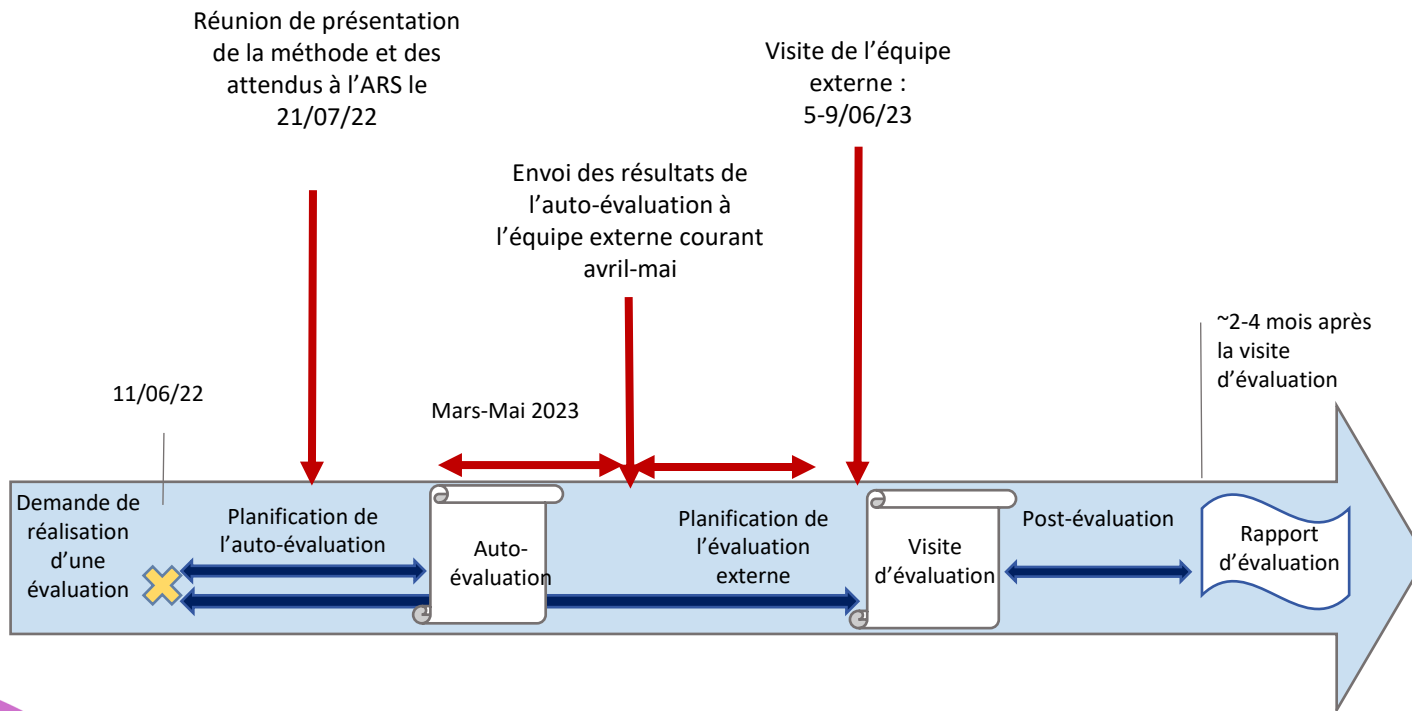 Réunion de présentation
de la méthode et des
attendus à l’ARS le
21/07/22
Visite de l’équipe
externe :
5-9/06/23
Envoi des résultats de
l’auto-évaluation à
l’équipe externe courant
avril-mai
~2-4 mois après
la visite
d’évaluation
11/06/22
Mars-Mai 2023
Demande de
réalisation
d’une
évaluation
Planification de
l’auto-évaluation
Auto-
évaluation
Planification de
l’évaluation
externe
Visite
d’évaluation
Post-évaluation
Rapport
d’évaluation